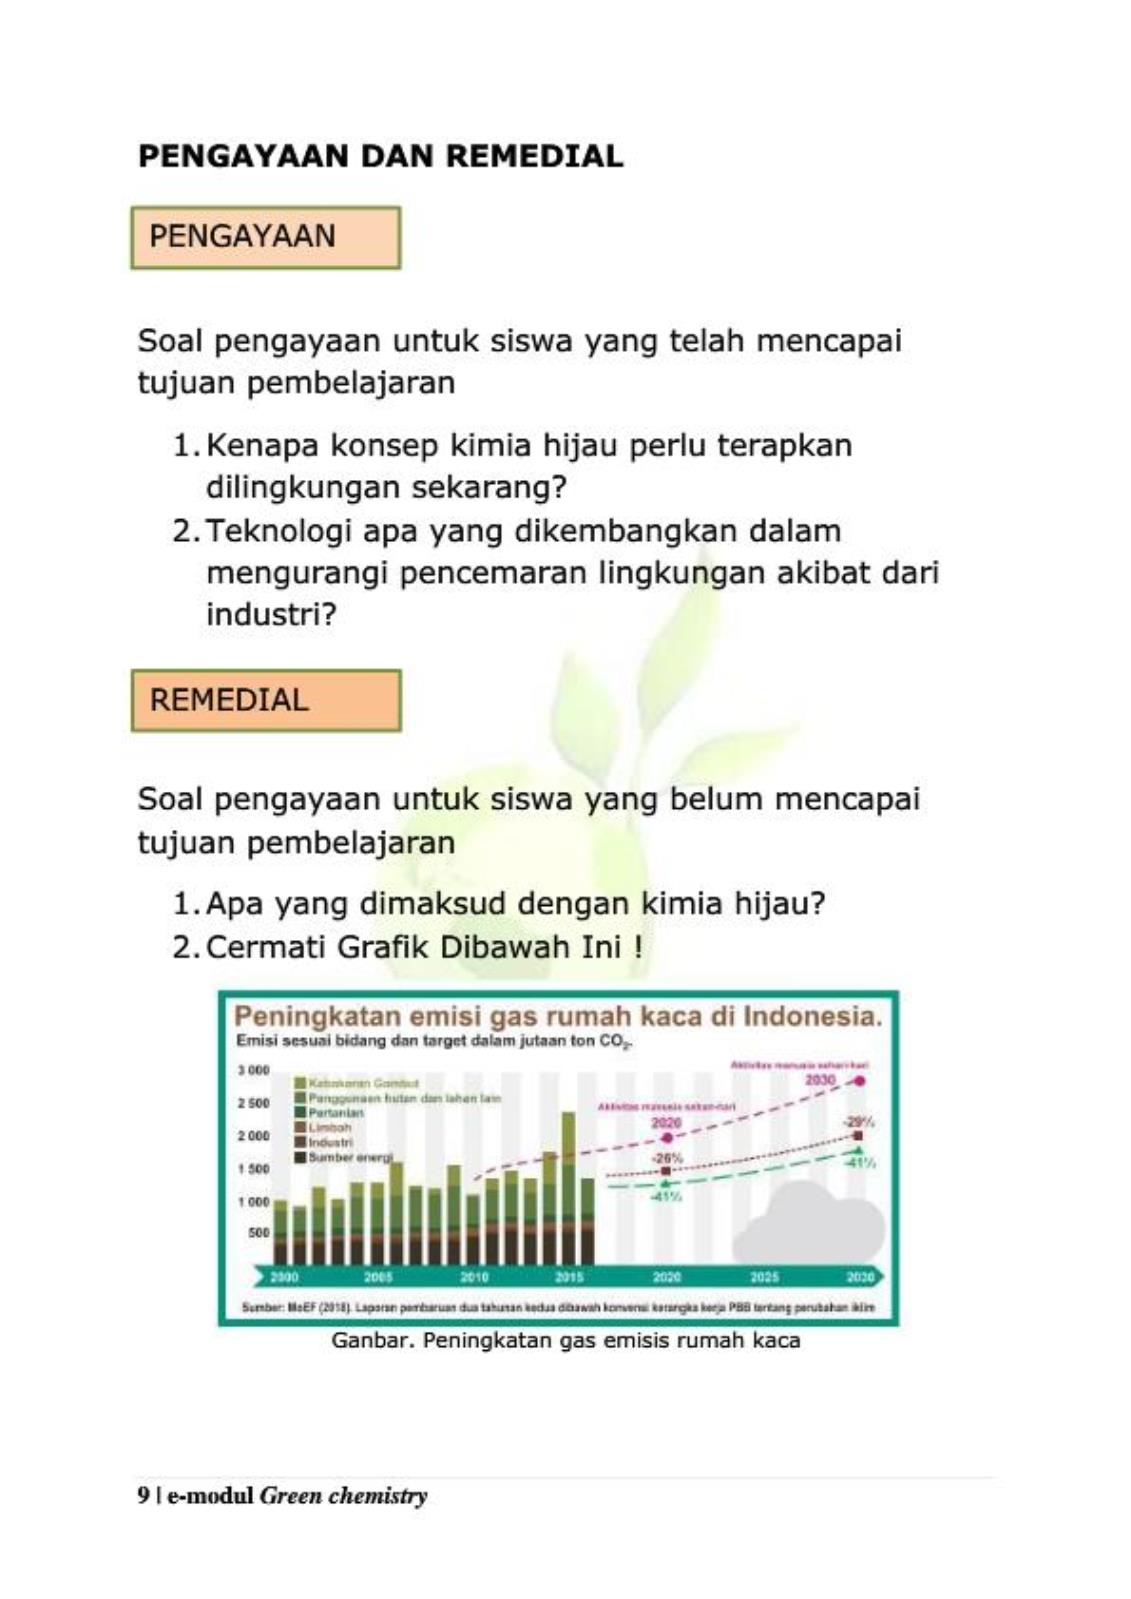 PENGAYAAN DAN REMEDIAL
PENGAYAAN
Soal pengayaan untuk siswa yang telah mencapai
tujuan pembelajaran
1. Kenapa konsep kimia hijau perlu terapkan
dilingkungan sekarang?
2. Teknologi apa yang dikembangkan dalam
mengurangi pencemaran lingkungan akibat dari
industri?
REMEDIAL
Soal pengayaan untuk siswa yang belum mencapai
tujuan pembelajaran
1. Apa yang dimaksud dengan kimia hijau?
2. Cermati Grafik Dibawah Ini !
Peningkatan emisi gas rumah kaca di Indonesia.
Emisi sesuai bidang dan target dalam jutaan ton CO₂.
3 000
2 500
2 000
1 500
1 000
500
Kebakaran Gambut
Penggunaan hutan dan lahan lain
Pertanian
Limbah
Industri
Sumber energi
Aktivitas manusia sehari-hari
2030
Aktivitas manusia sehari-hari
2020
-26%
-41%
-29%
-41%
2000 2005 2010 2015 2020 2025 2030
Sumber: MoEF (2018). Laporan pembaruan dua tahunan kedua dibawah konvensi kerangka kerja PBB tentang perubahan iklim
Ganbar. Peningkatan gas emisis rumah kaca
9 | e-modul Green chemistry